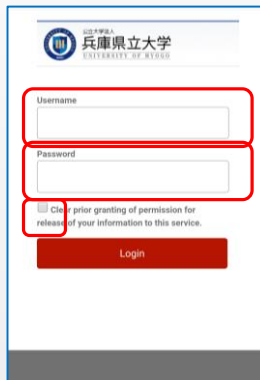 公立大学法人
兵庫県立大学
UNIVERSITY OF HYOGO
Username
Password
Clear prior granting of permission for
release of your information to this service.
Login